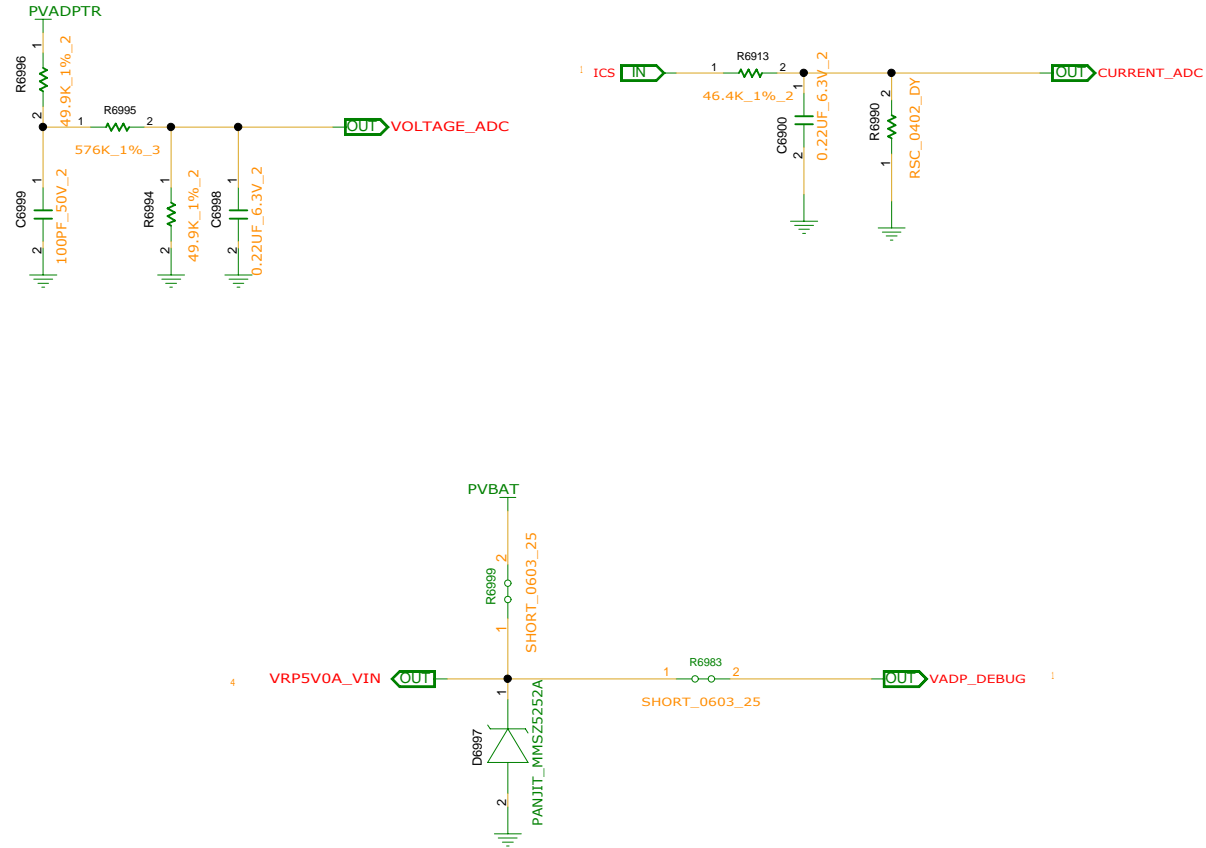 PVADPTR
1
R6996
49.9K_1%_2
2
1
R6995
2
576K_1%_3
OUT
VOLTAGE_ADC
1
C6999
100PF_50V_2
2
1
R6994
49.9K_1%_2
2
1
C6998
0.22UF_6.3V_2
2
1
ICS
IN
1
R6913
2
46.4K_1%_2
1
C6900
0.22UF_6.3V_2
2
2
R6990
RSC_0402_DY
1
OUT
CURRENT_ADC
PVBAT
2
R6999
SHORT_0603_25
1
4
VRP5V0A_VIN
OUT
1
R6983
2
SHORT_0603_25
OUT
VADP_DEBUG
1
1
D6997
PANJIT_MMSZ5252A
2